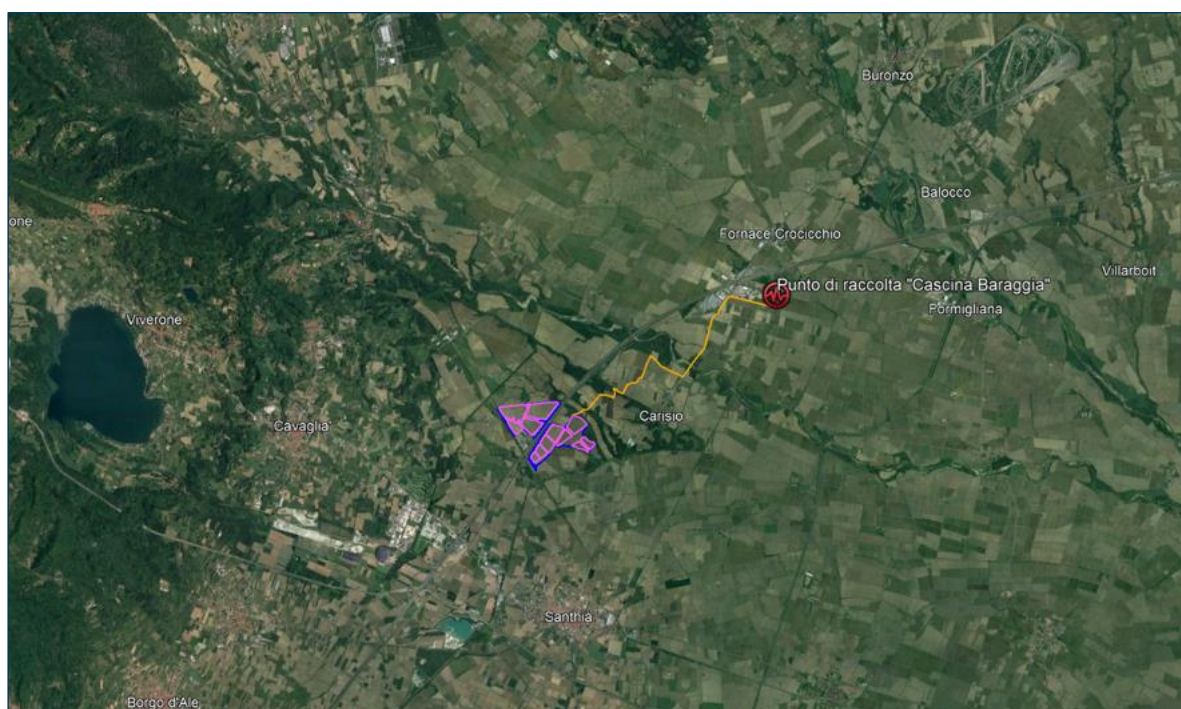 Buronzo
Balocco
one
Fornace Crocicchio
Villarboit
Punto di raccolta "Cascina Baraggia"
Formigliana
Viverone
Carisio
Cavaglià
Santhià
Borgo d'Ale